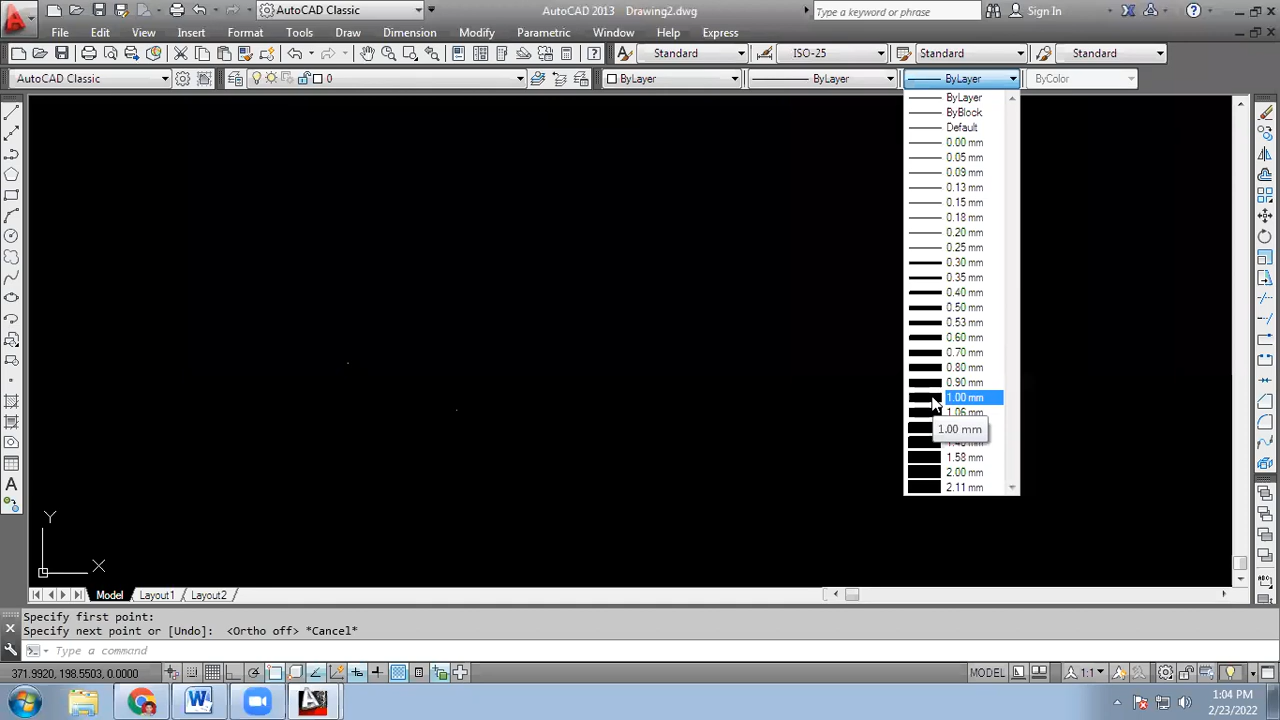 AutoCAD Classic
AutoCAD 2013 Drawing2.dwg
Type a keyword or phrase
Sign In
File Edit View Insert Format Tools Draw Dimension Modify Parametric Window Help Express
Standard ISO-25 Standard Standard
AutoCAD Classic 0 ByLayer ByLayer ByLayer ByColor
ByLayer
ByBlock
Default
0.00 mm
0.05 mm
0.09 mm
0.13 mm
0.15 mm
0.18 mm
0.20 mm
0.25 mm
0.30 mm
0.35 mm
0.40 mm
0.50 mm
0.53 mm
0.60 mm
0.70 mm
0.80 mm
0.90 mm
1.00 mm
1.06 mm
1.00 mm
1.58 mm
2.00 mm
2.11 mm
Y
X
Model Layout1 Layout2
Specify first point:
Specify next point or [Undo]: <Ortho off> *Cancel*
Type a command
371.9920, 198.5503, 0.0000
MODEL 1:1
1:04 PM
2/23/2022